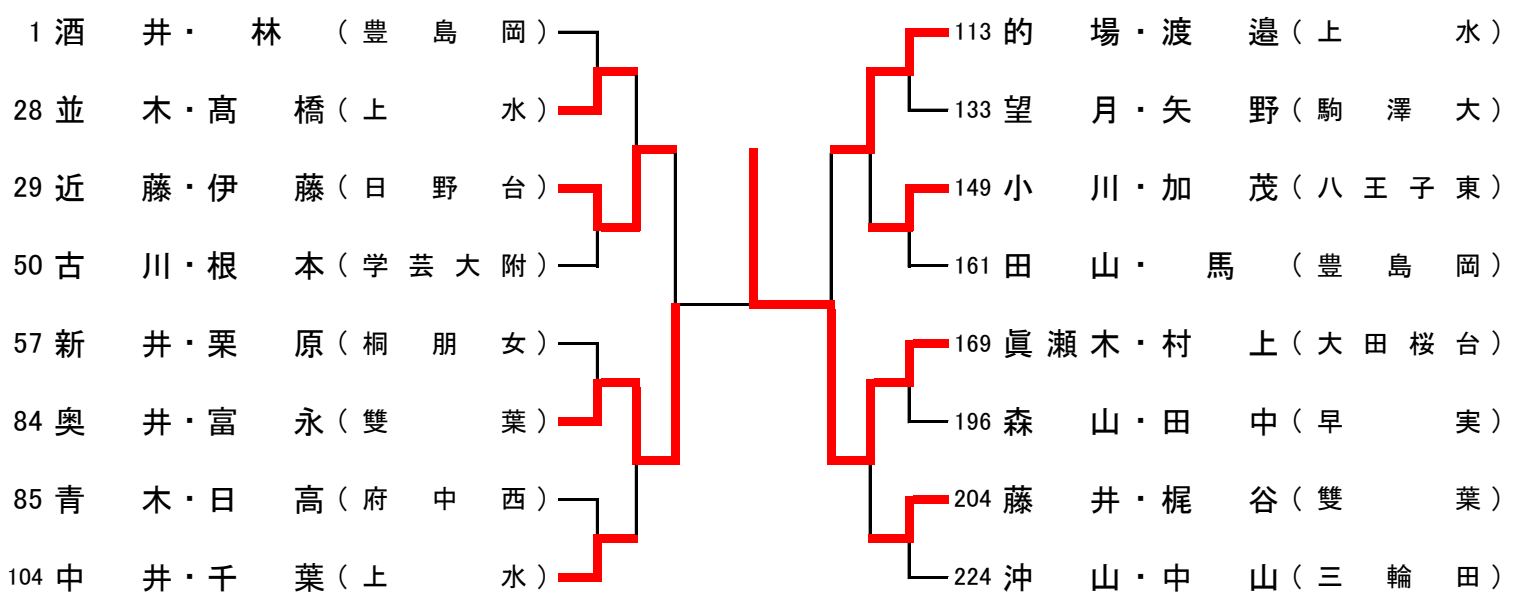 1 酒井・林（豊島岡）
28 並木・髙橋（上水）
29 近藤・伊藤（日野台）
50 古川・根本（学芸大附）
57 新井・栗原（桐朋女）
84 奥井・富永（雙葉）
85 青木・日高（府中西）
104 中井・千葉（上水）
113 的場・渡邉（上水）
133 望月・矢野（駒澤大）
149 小川・加茂（八王子東）
161 田山・馬（豊島岡）
169 眞瀬木・村上（大田桜台）
196 森山・田中（早実）
204 藤井・梶谷（雙葉）
224 沖山・中山（三輪田）